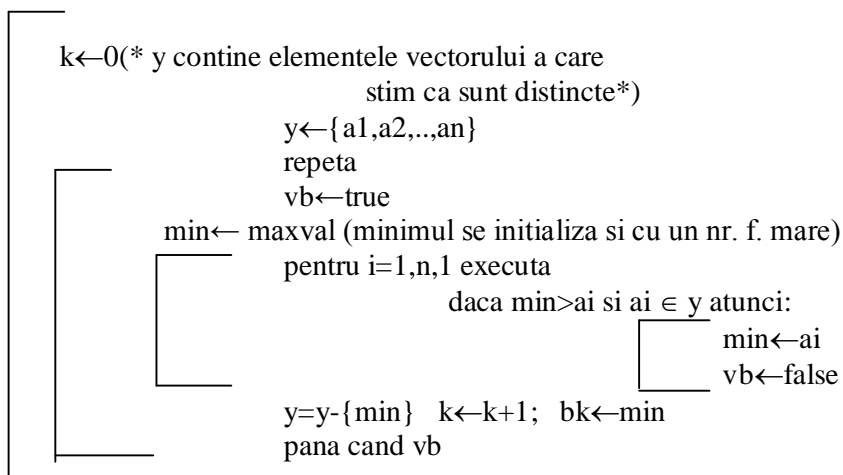 k←0(* y contine elementele vectorului a care
stim ca sunt distincte*)
y←{a1,a2,..,an}
repeta
vb←true
min← maxval (minimul se initializa si cu un nr. f. mare)
pentru i=1,n,1 executa
daca min>ai si ai ∈ y atunci:
min←ai
vb←false
y=y-{min} k←k+1; bk←min
pana cand vb